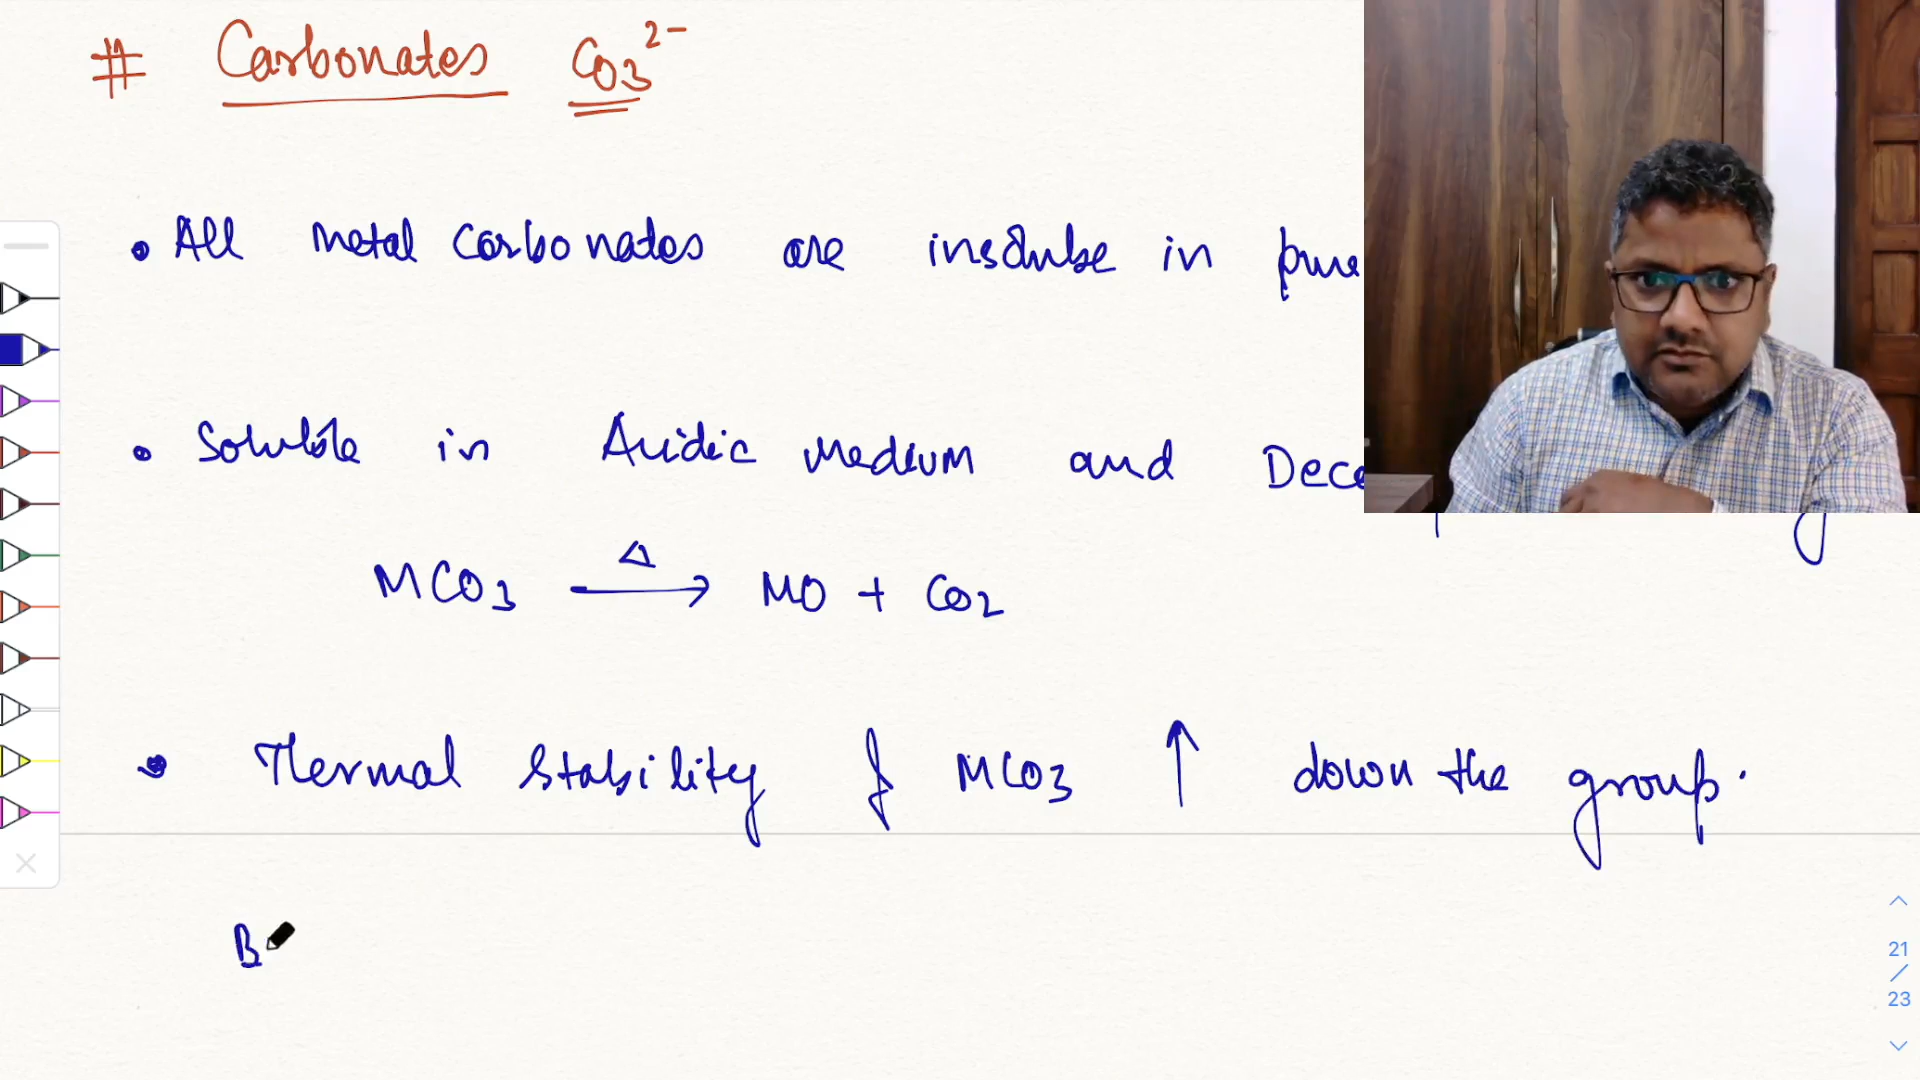 # Carbonates CO3 2-
• All metal carbonates are insoluble in pure
• Soluble in Acidic medium and
MCO3 Δ→ MO + CO2
• Thermal stability of MCO3 ↑ down the group.
B
21
/
23